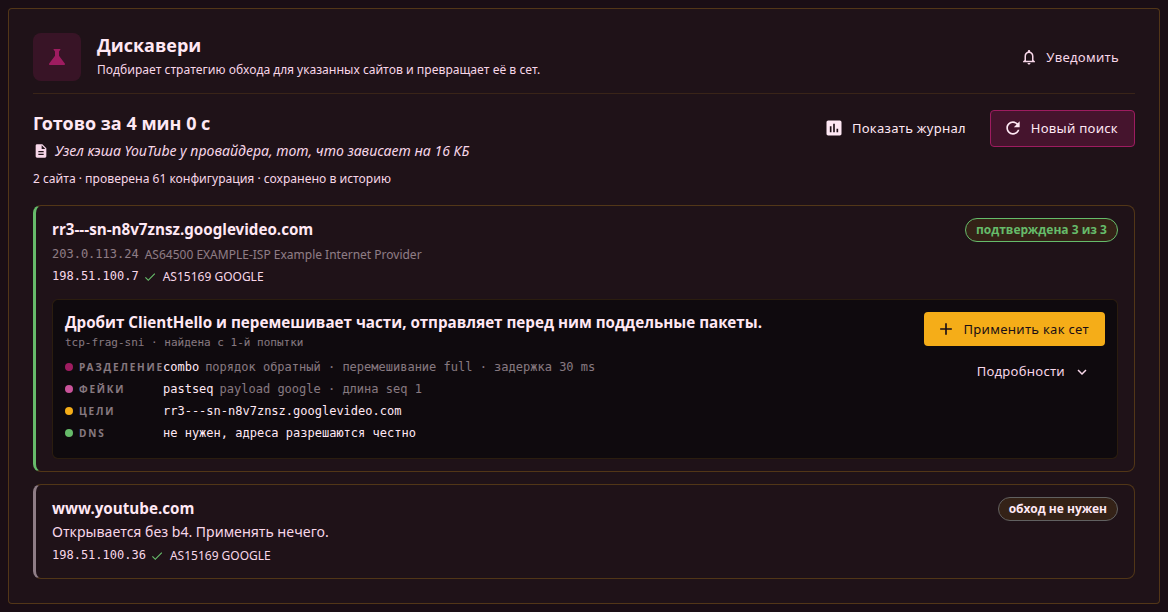 Дискавери
Подбирает стратегию обхода для указанных сайтов и превращает её в сет.
Уведомить
Готово за 4 мин 0 с
Показать журнал
Новый поиск
Узел кэша YouTube у провайдера, тот, что зависает на 16 КБ
2 сайта · проверена 61 конфигурация · сохранено в историю
rr3---sn-n8v7znsz.googlevideo.com
подтверждена 3 из 3
203.0.113.24 AS64500 EXAMPLE-ISP Example Internet Provider
198.51.100.7 ✓ AS15169 GOOGLE
Дробит ClientHello и перемешивает части, отправляет перед ним поддельные пакеты.
Применить как сет
tcp-frag-sni · найдена с 1-й попытки
РАЗДЕЛЕНИЕ combo порядок обратный · перемешивание full · задержка 30 ms
Подробности
ФЕЙКИ pastseq payload google · длина seq 1
ЦЕЛИ rr3---sn-n8v7znsz.googlevideo.com
DNS не нужен, адреса разрешаются честно
www.youtube.com
обход не нужен
Открывается без b4. Применять нечего.
198.51.100.36 ✓ AS15169 GOOGLE